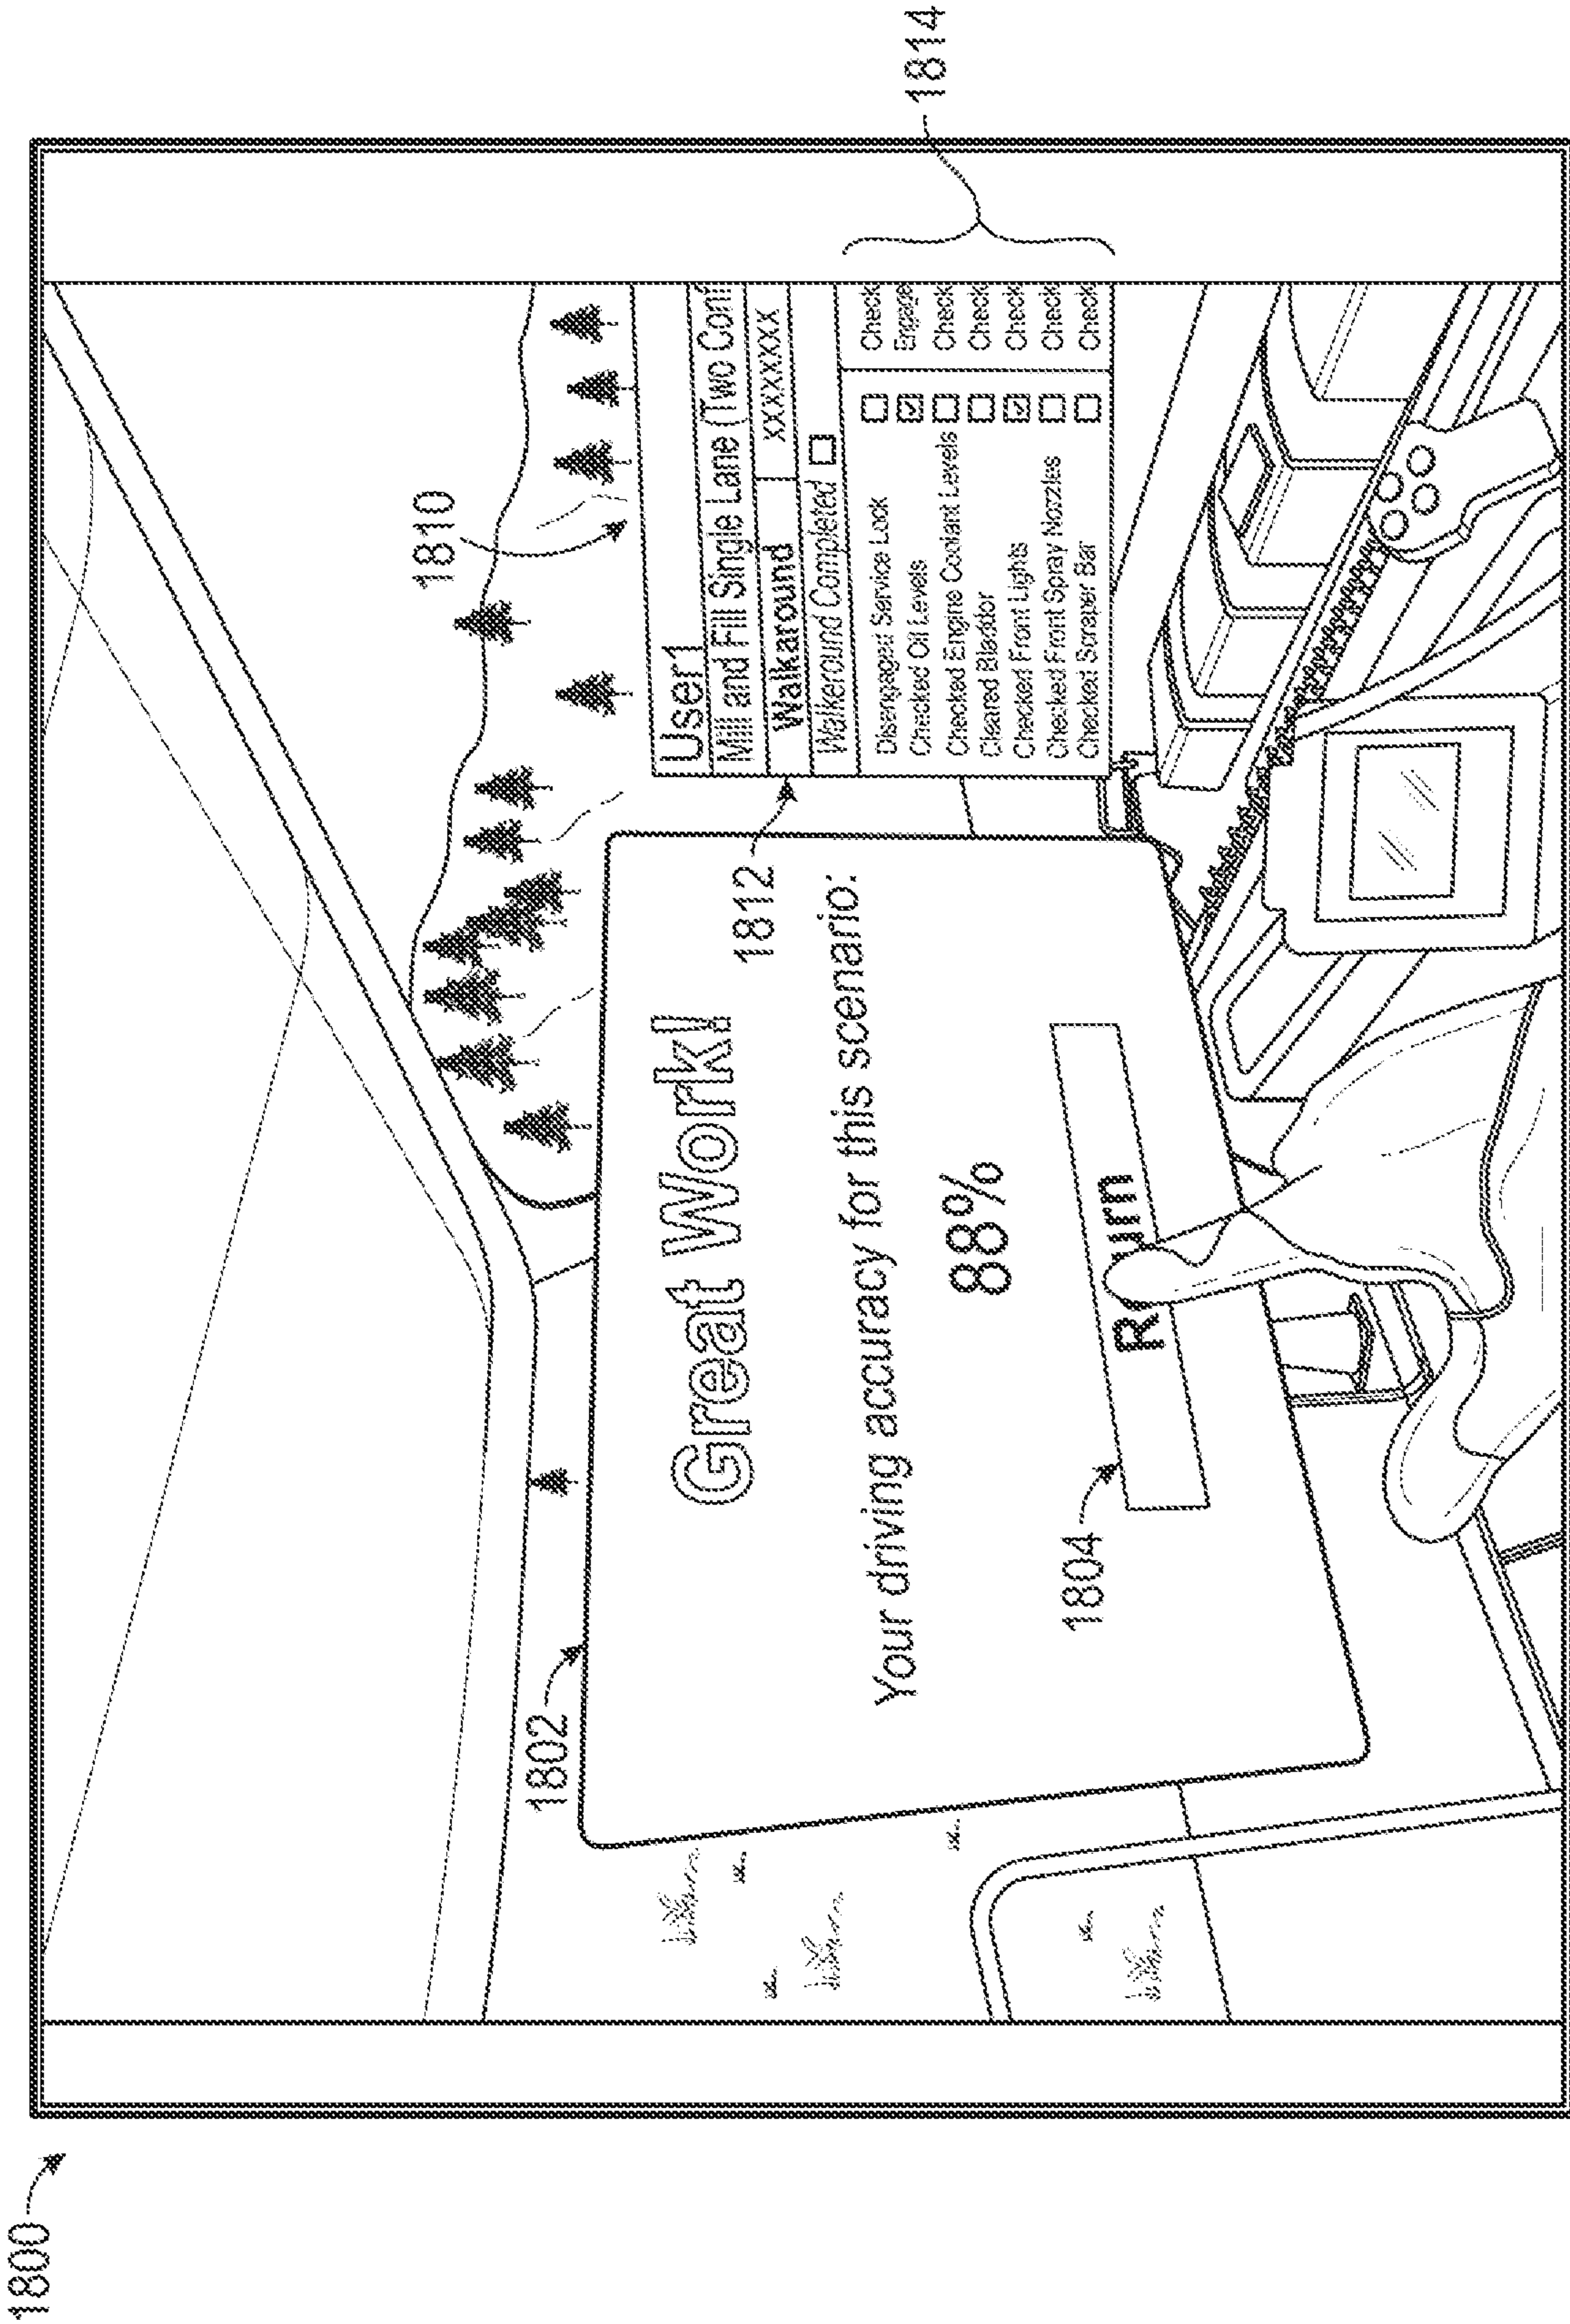 1800
1802
Great Work!
Your driving accuracy for this scenario:
88%
1804
1810
User1
Mill and Fill Single Lane (Two Con
1812
Walkaround XXXXXXX
Walkaround Completed
Disengaged Service Lock Check
Checked Oil Levels Engage
Checked Engine Coolant Levels Check
Cleared Bladdor Check
Checked Front Lights Check
Checked Front Spray Nozzles Check
Checked Scraper Bar Check
1814